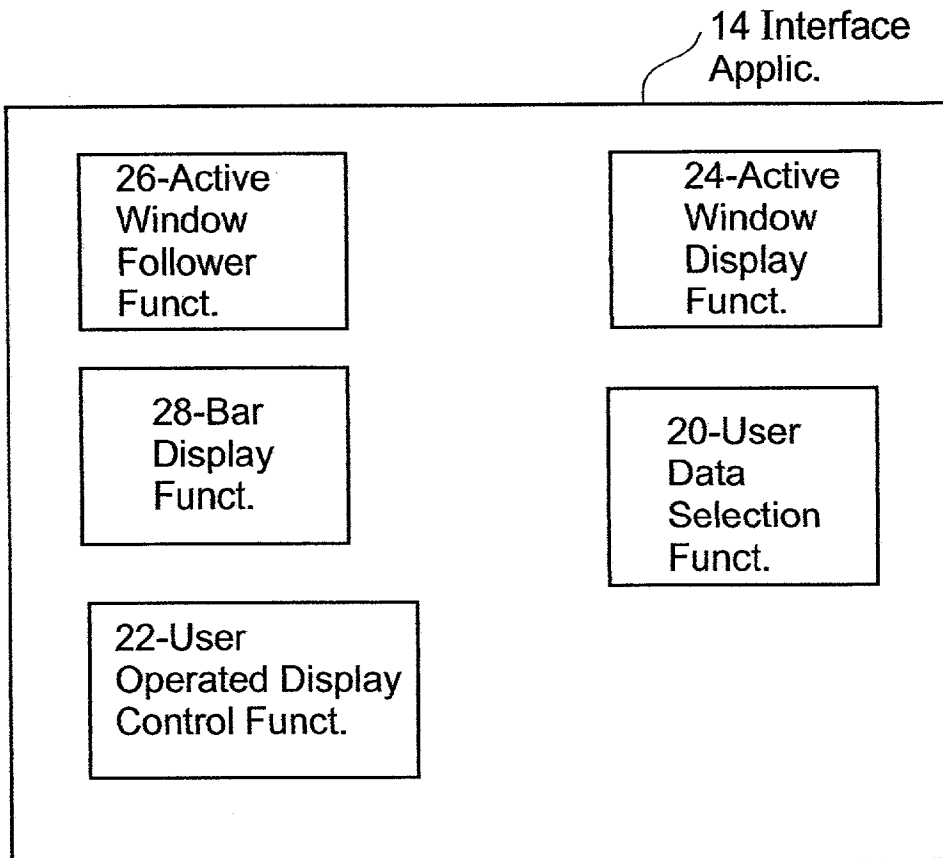 14 Interface
Applic.
26-Active
Window
Follower
Funct.
24-Active
Window
Display
Funct.
28-Bar
Display
Funct.
20-User
Data
Selection
Funct.
22-User
Operated Display
Control Funct.